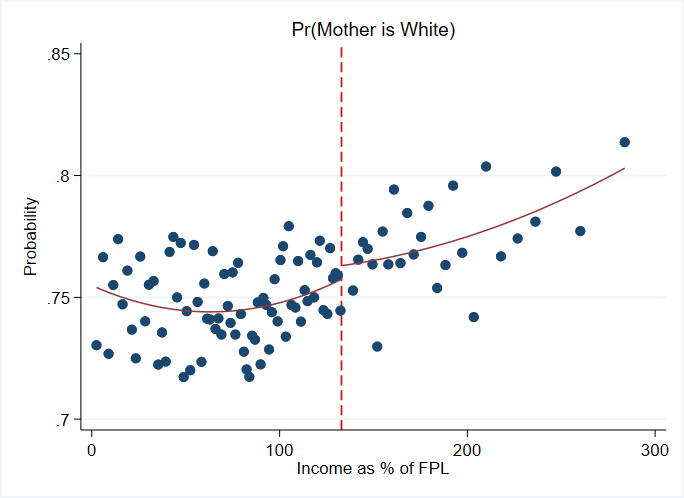 Pr(Mother is White)
.85
.8
.75
.7
Probability
0
100
200
300
Income as % of FPL